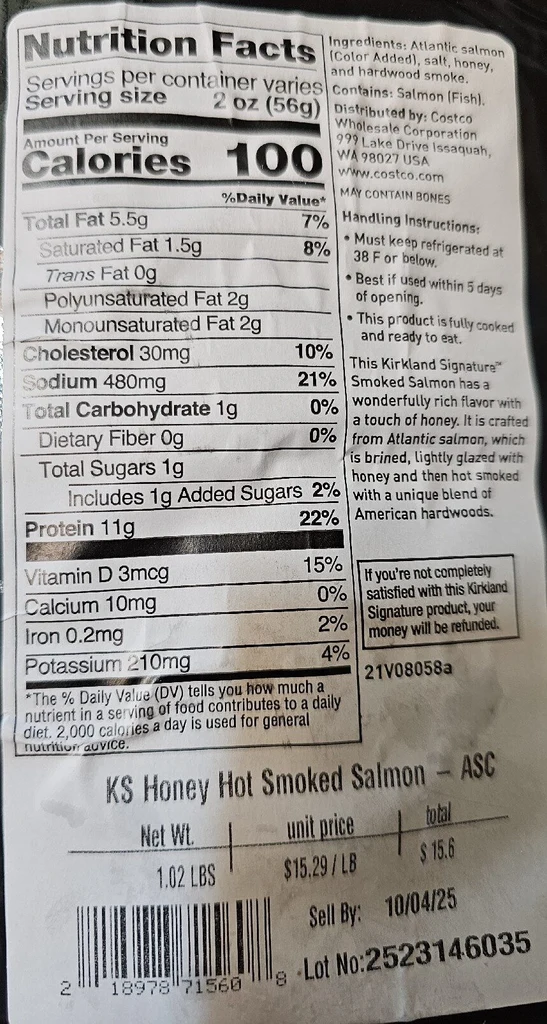 Nutrition Facts
Servings per container varies
Serving size 2 oz (56g)
Amount Per Serving
Calories 100
%Daily Value*
Total Fat 5.5g 7%
Saturated Fat 1.5g 8%
Trans Fat 0g
Polyunsaturated Fat 2g
Monounsaturated Fat 2g
Cholesterol 30mg 10%
Sodium 480mg 21%
Total Carbohydrate 1g 0%
Dietary Fiber 0g 0%
Total Sugars 1g
Includes 1g Added Sugars 2%
Protein 11g 22%
Vitamin D 3mcg 15%
Calcium 10mg 0%
Iron 0.2mg 2%
Potassium 210mg 4%
*The % Daily Value (DV) tells you how much a
nutrient in a serving of food contributes to a daily
diet. 2,000 calories a day is used for general
nutrition advice.
Ingredients: Atlantic salmon
(Color Added), salt, honey,
and hardwood smoke.
Contains: Salmon (Fish).
Distributed by: Costco
Wholesale Corporation
999 Lake Drive Issaquah,
WA 98027 USA
www.costco.com
MAY CONTAIN BONES
Handling Instructions:
• Must keep refrigerated at
38 F or below.
• Best if used within 5 days
of opening.
• This product is fully cooked
and ready to eat.
This Kirkland Signature™
Smoked Salmon has a
wonderfully rich flavor with
a touch of honey. It is crafted
from Atlantic salmon, which
is brined, lightly glazed with
honey and then hot smoked
with a unique blend of
American hardwoods.
If you're not completely
satisfied with this Kirkland
Signature product, your
money will be refunded.
21V08058a
KS Honey Hot Smoked Salmon - ASC
Net Wt. unit price total
1.02 LBS $15.29 / LB $ 15.6
Sell By: 10/04/25
Lot No:2523146035
2 18978 71560 8